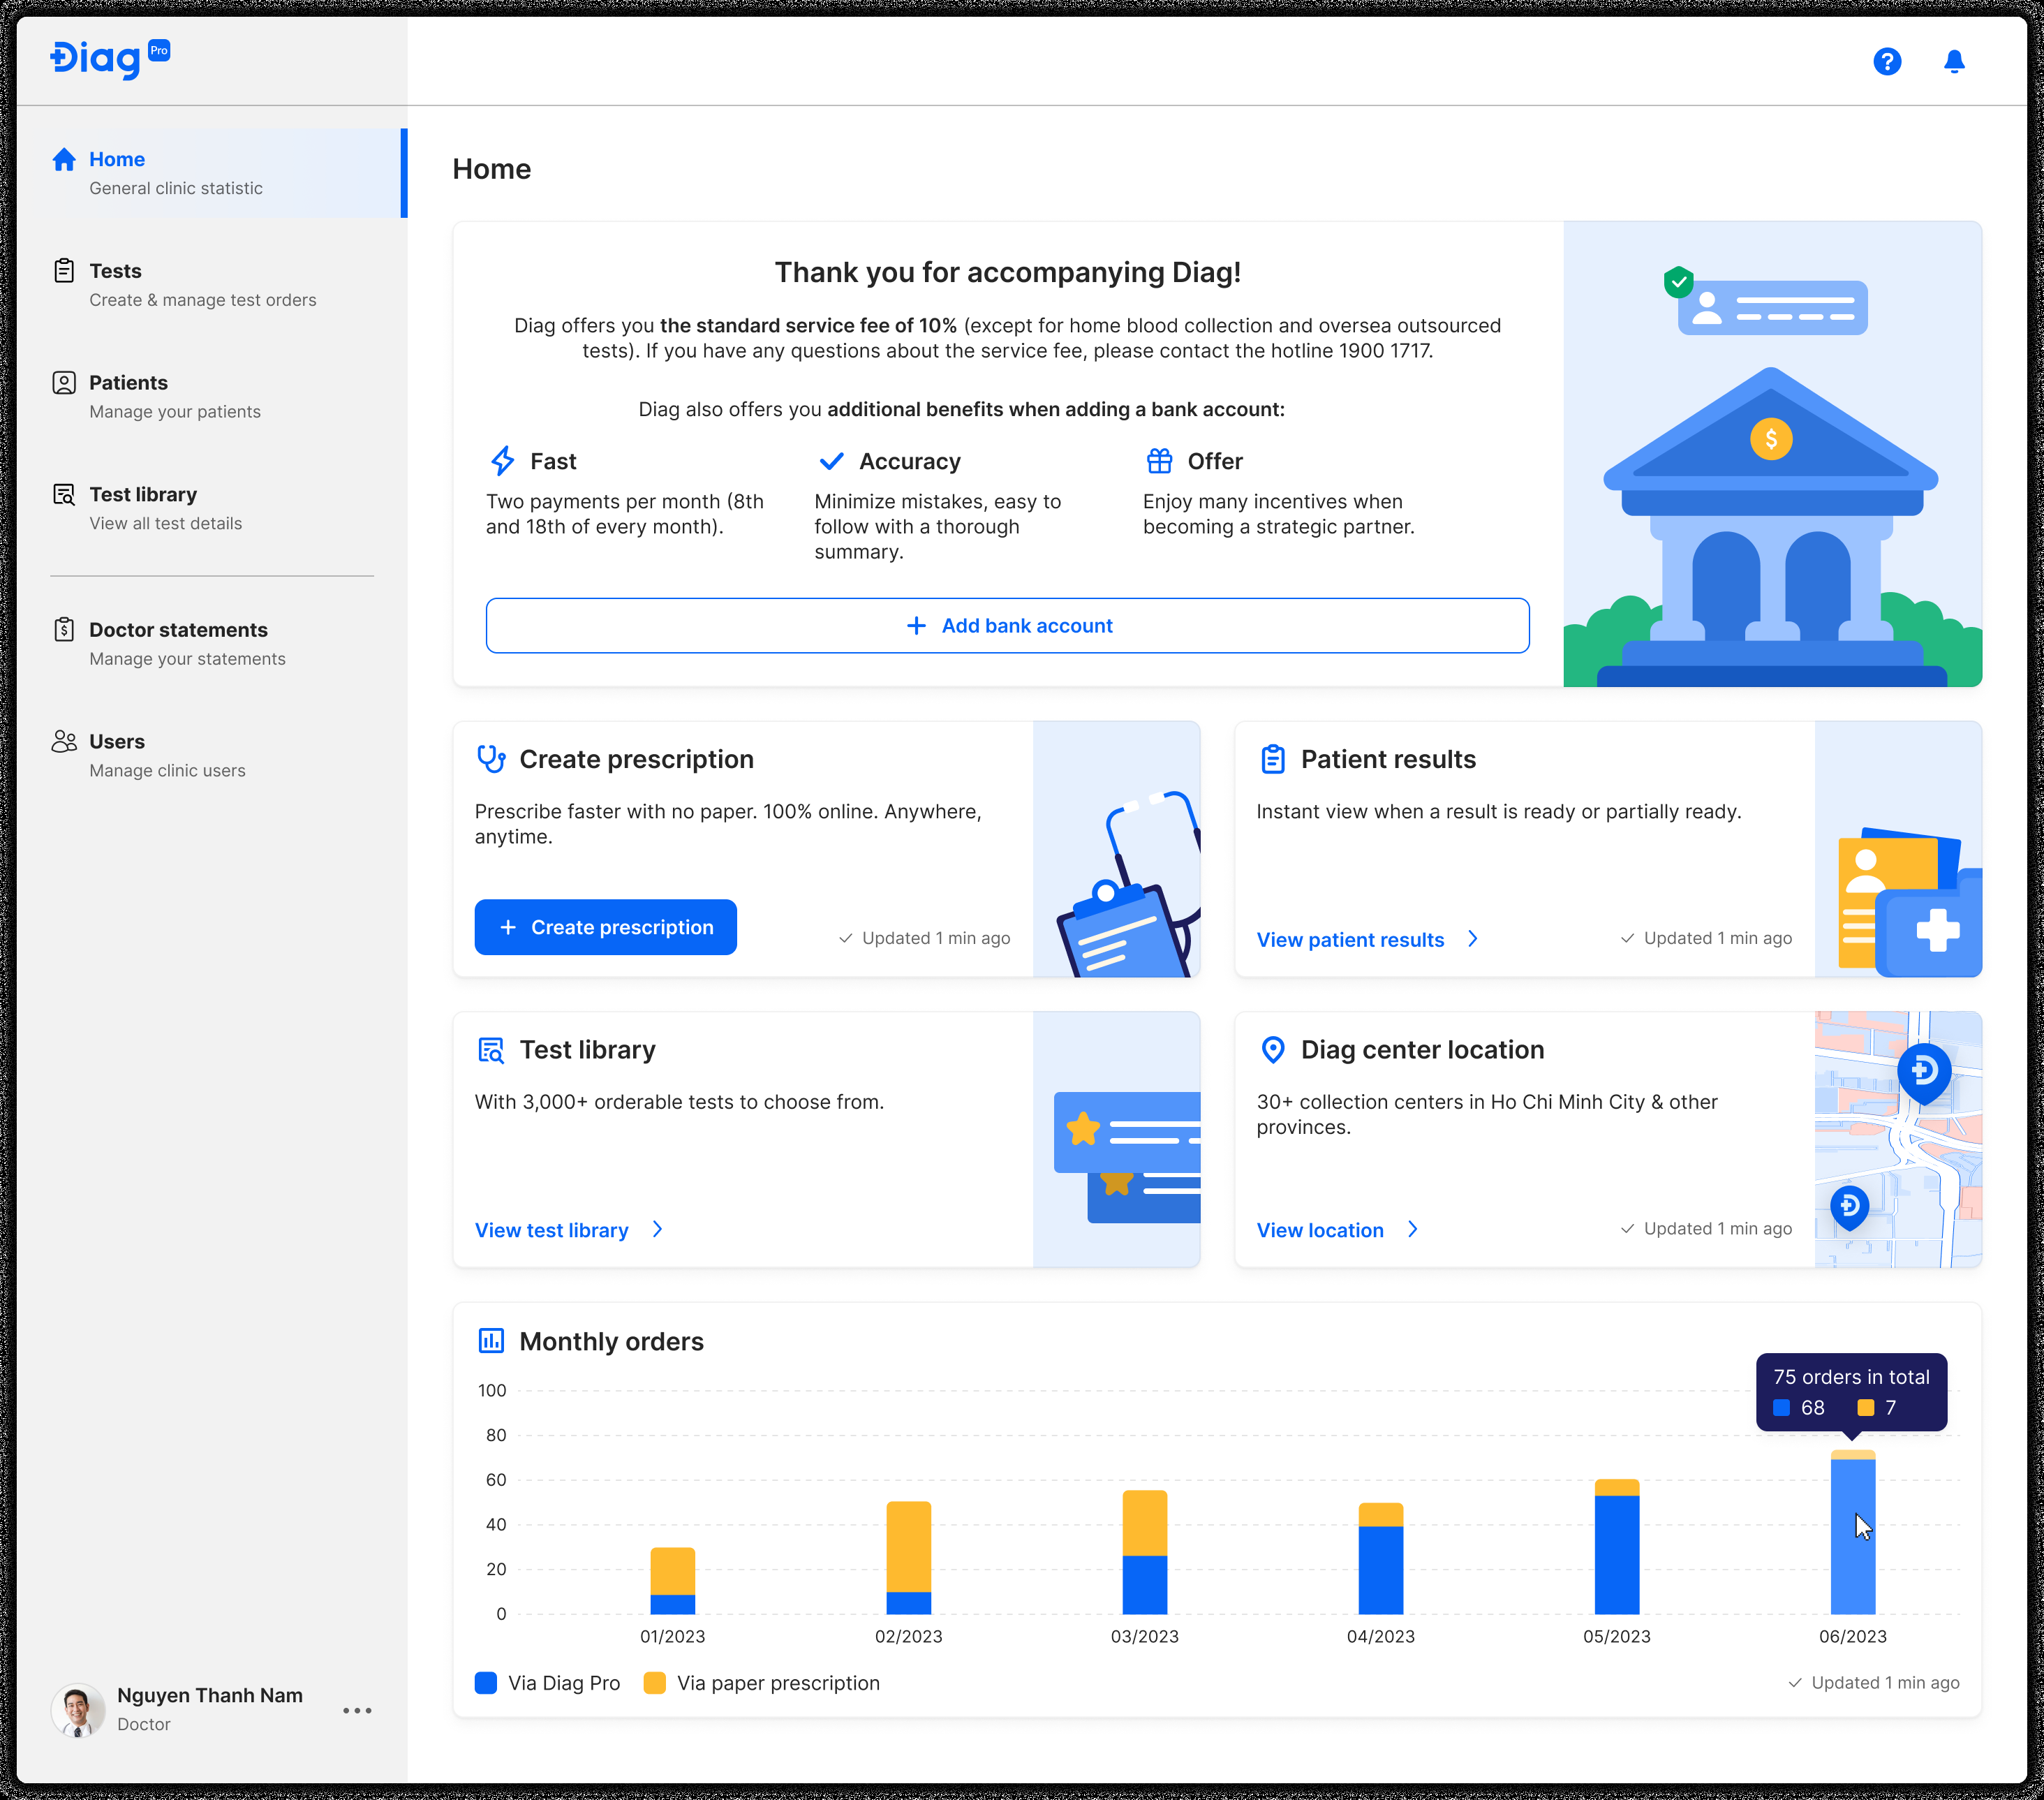 Diag Pro
Home
General clinic statistic
Tests
Create & manage test orders
Patients
Manage your patients
Test library
View all test details
Doctor statements
Manage your statements
Users
Manage clinic users
Nguyen Thanh Nam
Doctor
?
Home
Thank you for accompanying Diag!
Diag offers you the standard service fee of 10% (except for home blood collection and oversea outsourced
tests). If you have any questions about the service fee, please contact the hotline 1900 1717.
Diag also offers you additional benefits when adding a bank account:
Fast
Two payments per month (8th
and 18th of every month).
Accuracy
Minimize mistakes, easy to
follow with a thorough
summary.
Offer
Enjoy many incentives when
becoming a strategic partner.
+ Add bank account
$
Create prescription
Prescribe faster with no paper. 100% online. Anywhere,
anytime.
+ Create prescription
Updated 1 min ago
Patient results
Instant view when a result is ready or partially ready.
View patient results
Updated 1 min ago
Test library
With 3,000+ orderable tests to choose from.
View test library
Diag center location
30+ collection centers in Ho Chi Minh City & other
provinces.
View location
Updated 1 min ago
Monthly orders
75 orders in total
68 7
100
80
60
40
20
0
01/2023 02/2023 03/2023 04/2023 05/2023 06/2023
Via Diag Pro Via paper prescription
Updated 1 min ago